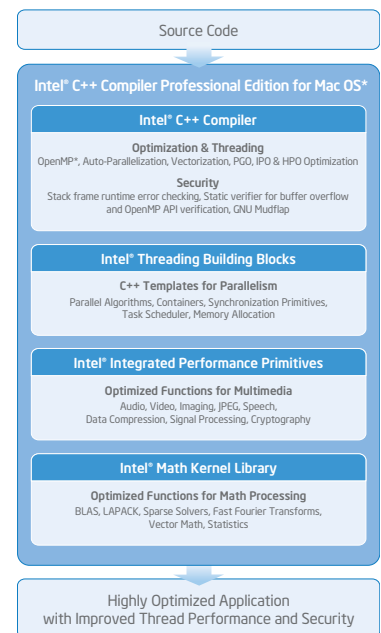 Source Code
Intel® C++ Compiler Professional Edition for Mac OS*
Intel® C++ Compiler
Optimization & Threading
OpenMP*, Auto-Parallelization, Vectorization, PGO, IPO & HPO Optimization
Security
Stack frame runtime error checking, Static verifier for buffer overflow
and OpenMP API verification, GNU Mudflap
Intel® Threading Building Blocks
C++ Templates for Parallelism
Parallel Algorithms, Containers, Synchronization Primitives,
Task Scheduler, Memory Allocation
Intel® Integrated Performance Primitives
Optimized Functions for Multimedia
Audio, Video, Imaging, JPEG, Speech,
Data Compression, Signal Processing, Cryptography
Intel® Math Kernel Library
Optimized Functions for Math Processing
BLAS, LAPACK, Sparse Solvers, Fast Fourier Transforms,
Vector Math, Statistics
Highly Optimized Application
with Improved Thread Performance and Security